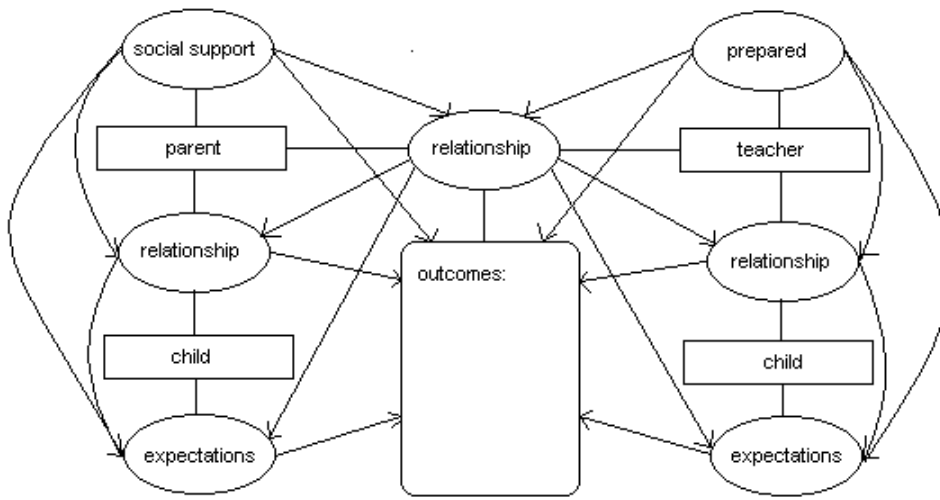 social support
prepared
parent
relationship
teacher
relationship
relationship
outcomes:
child
child
expectations
expectations